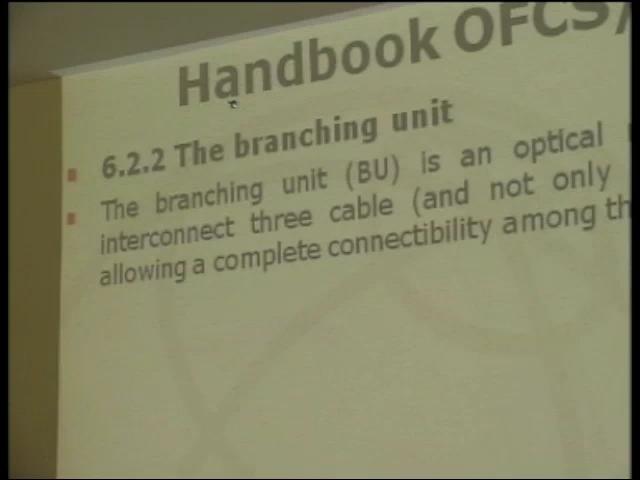 Handbook OFCS/
6.2.2 The branching unit
The branching unit (BU) is an optical
interconnect three cable (and not only
allowing a complete connectibility among th